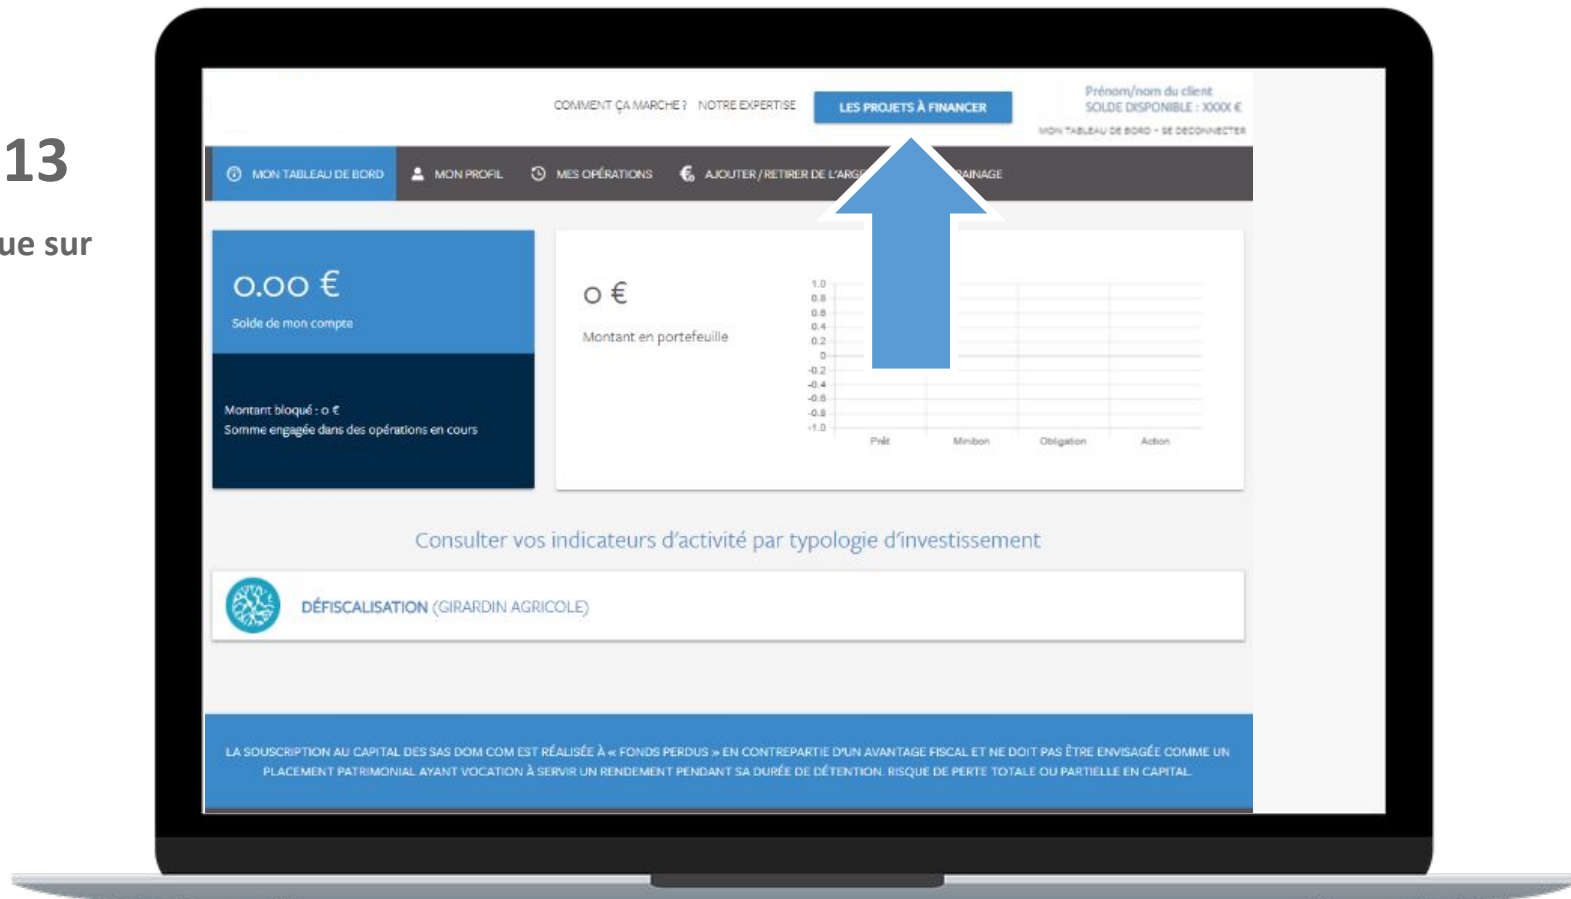 13
ue sur
COMMENT ÇA MARCHE ? NOTRE EXPERTISE LES PROJETS À FINANCER
Prénom/nom du client
SOLDE DISPONIBLE : XXXX €
MON TABLEAU DE BORD - SE DECONNECTER
MON TABLEAU DE BORD MON PROFIL MES OPÉRATIONS AJOUTER / RETIRER DE L'ARGE RAINAGE
0.00 €
Solde de mon compte
Montant bloqué : 0 €
Somme engagée dans des opérations en cours
0 €
Montant en portefeuille
1.0
0.8
0.6
0.4
0.2
0
-0.2
-0.4
-0.6
-0.8
-1.0
Prêt Minibon Obligation Action
Consulter vos indicateurs d'activité par typologie d'investissement
DÉFISCALISATION (GIRARDIN AGRICOLE)
LA SOUSCRIPTION AU CAPITAL DES SAS DOM COM EST RÉALISÉE À « FONDS PERDUS » EN CONTREPARTIE D'UN AVANTAGE FISCAL ET NE DOIT PAS ÊTRE ENVISAGÉE COMME UN
PLACEMENT PATRIMONIAL AYANT VOCATION À SERVIR UN RENDEMENT PENDANT SA DURÉE DE DÉTENTION. RISQUE DE PERTE TOTALE OU PARTIELLE EN CAPITAL.